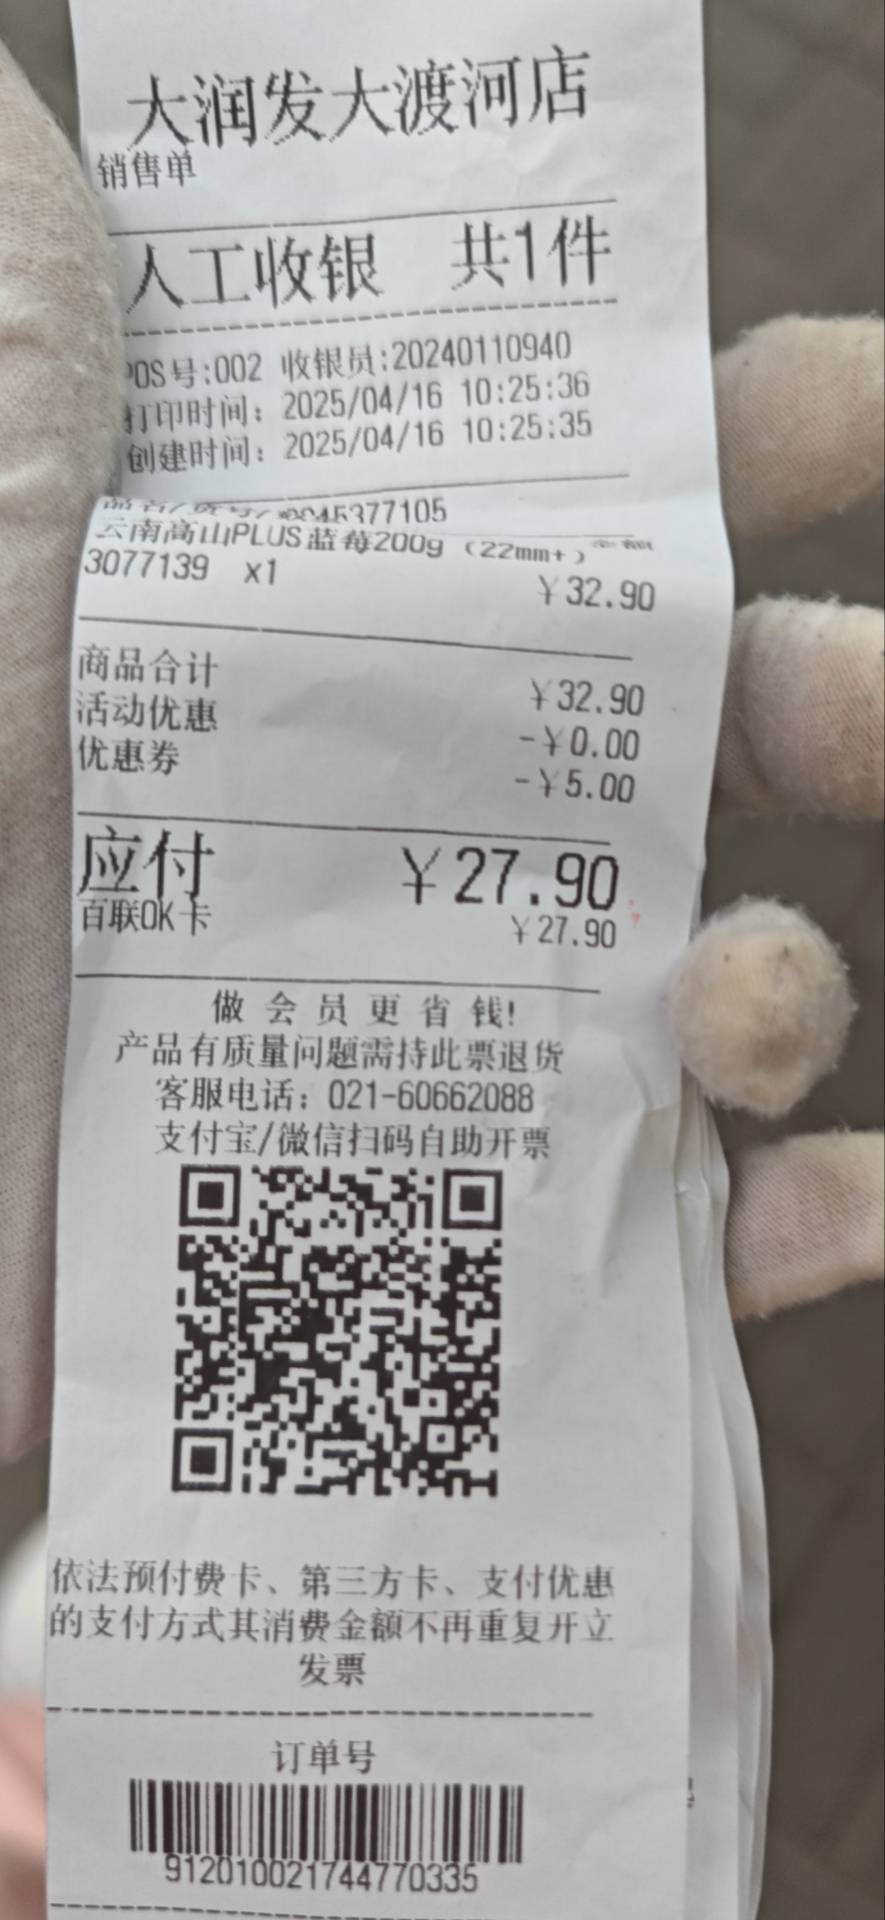 大润发大渡河店
销售单
人工收银 共1件
POS号:002 收银员:20240110940
打印时间: 2025/04/16 10:25:36
创建时间: 2025/04/16 10:25:35
45377105
云南高山PLUS蓝莓200g (22mm+)
3077139 x1 ¥32.90
商品合计 ¥32.90
活动优惠 -¥0.00
优惠券 -¥5.00
应付 ¥27.90
百联OK卡 ¥27.90
做会员更省钱!
产品有质量问题需持此票退货
客服电话: 021-60662088
支付宝/微信扫码自助开票
依法预付费卡、第三方卡、支付优惠
的支付方式其消费金额不再重复开立
发票
订单号
912010021744770335